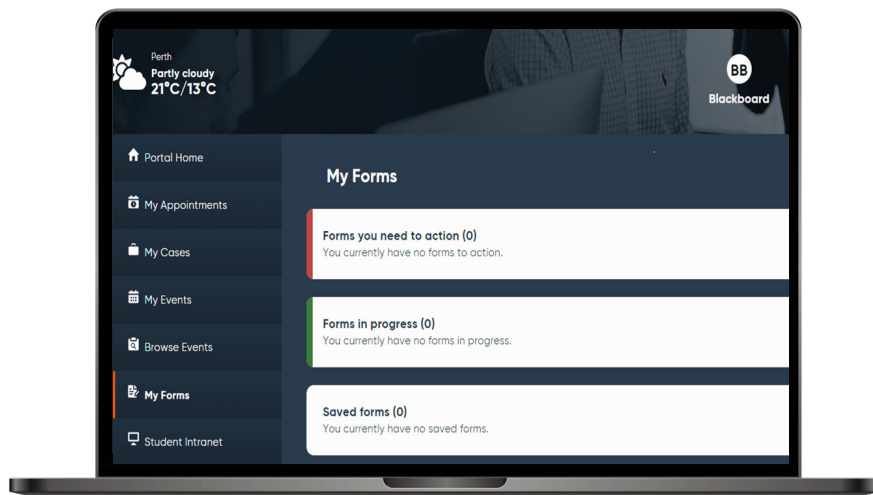 Perth
Partly cloudy
21°C/13°C
BB
Blackboard
Portal Home
My Appointments
My Cases
My Events
Browse Events
My Forms
Student Intranet
My Forms
Forms you need to action (0)
You currently have no forms to action.
Forms in progress (0)
You currently have no forms in progress.
Saved forms (0)
You currently have no saved forms.